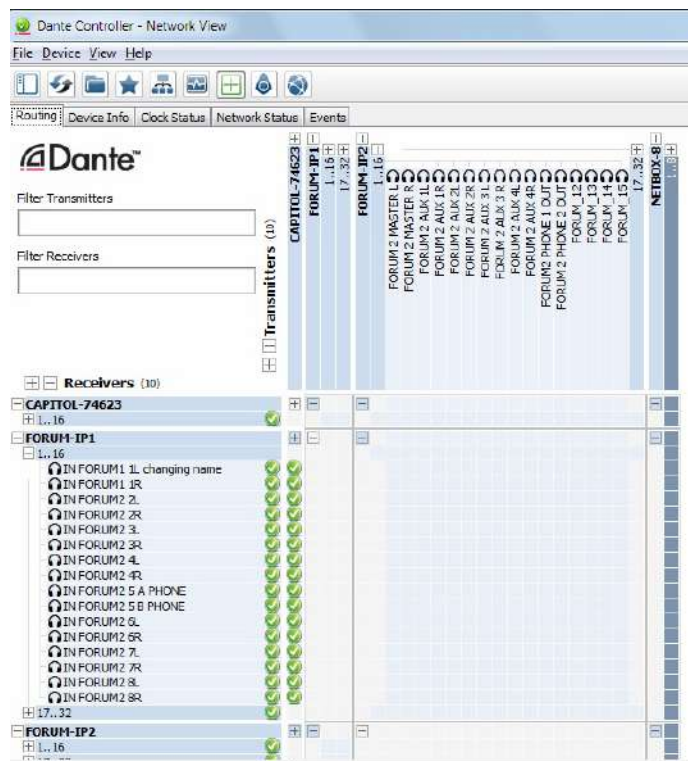 Dante Controller - Network View
File Device View Help
Routing Device Info Clock Status Network Status Events
Dante™
Filter Transmitters
Filter Receivers
Transmitters (10)
Receivers (10)
CAPITOL-74623
FORUM-IP1
1..16
17..32
FORUM-IP2
1..16
FORUM 2 MASTER L
FORUM 2 MASTER R
FORUM 2 AUX 1L
FORUM 2 AUX 1R
FORUM 2 AUX 2L
FORUM 2 AUX 2R
FORUM 2 AUX 3 L
FORUM 2 AUX 3 R
FORUM 2 AUX 4L
FORUM 2 AUX 4R
FORUM2 PHONE 1 OUT
FORUM 2 PHONE 2 OUT
FORUM_12
FORUM_13
FORUM_14
FORUM_15
17..32
NETBOX-8
1..8
CAPITOL-74623
1..16
FORUM-IP1
1..16
IN FORUM1 1L changing name
IN FORUM1 1R
IN FORUM2 2L
IN FORUM2 2R
IN FORUM2 3L
IN FORUM2 3R
IN FORUM2 4L
IN FORUM2 4R
IN FORUM2 5 A PHONE
IN FORUM2 5 B PHONE
IN FORUM2 6L
IN FORUM2 6R
IN FORUM2 7L
IN FORUM2 7R
IN FORUM2 8L
IN FORUM2 8R
17..32
FORUM-IP2
1..16